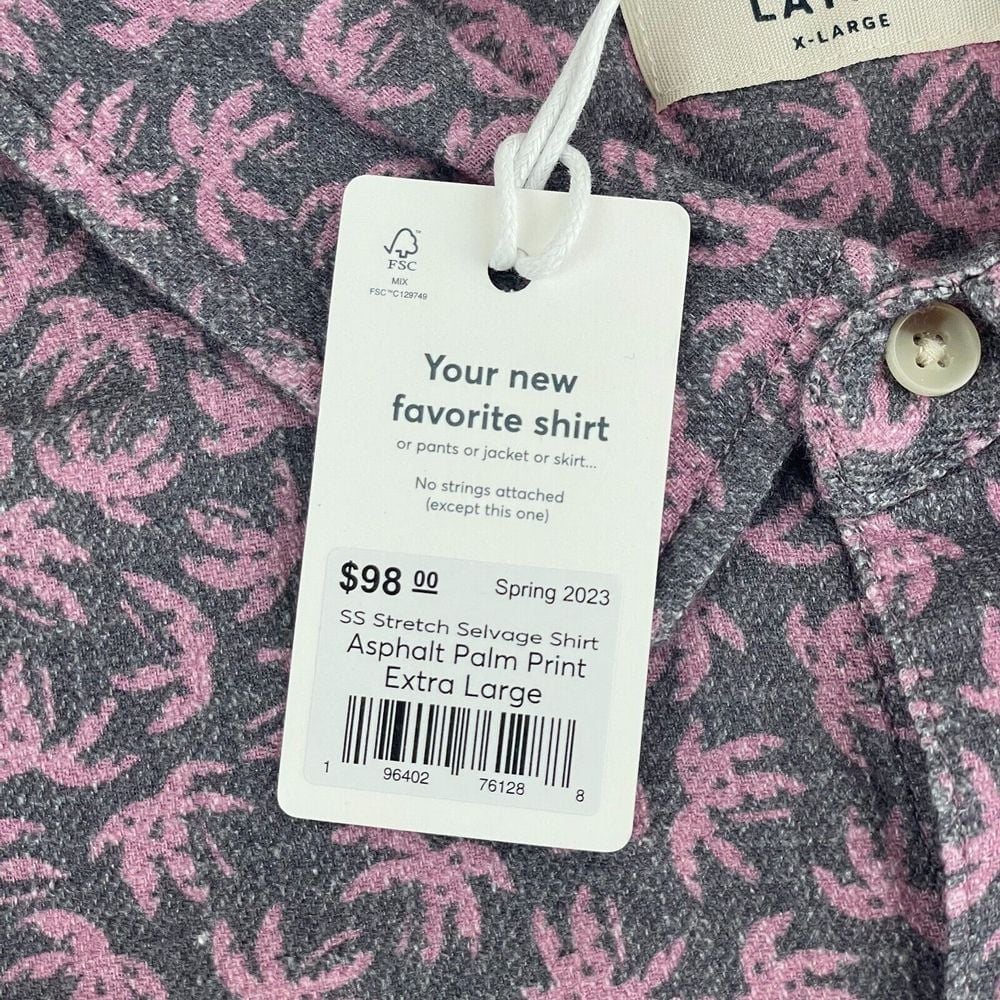 X-LARGE
FSC
MIX
FSC™C129749
Your new
favorite shirt
or pants or jacket or skirt...
No strings attached
(except this one)
$98 00 Spring 2023
SS Stretch Selvage Shirt
Asphalt Palm Print
Extra Large
1 96402 76128 8